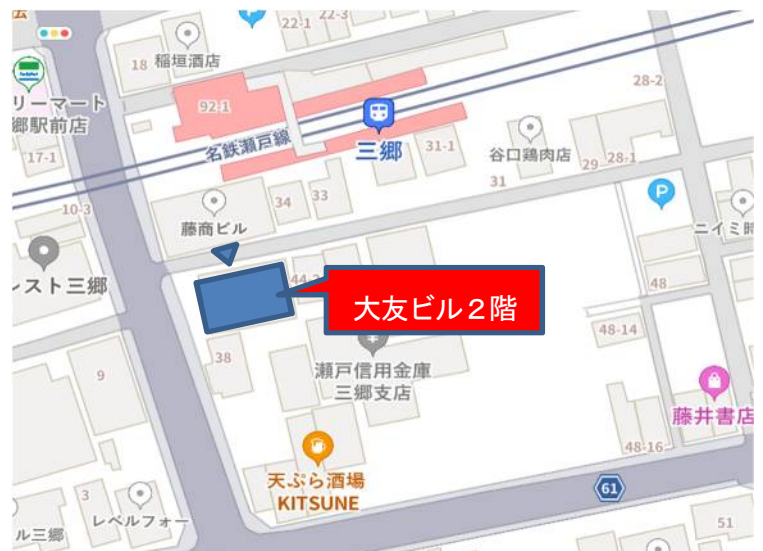 会
22-1
22-3
18
稲垣酒店
28-2
リーマート
郷駅前店
92-1
名鉄瀬戸線
三郷
31-1
谷口鶏肉店
29
28-1
17-1
31
P
10-3
34
33
藤商ビル
ニイミ時
レスト三郷
44-2
48
大友ビル2階
48-14
38
瀬戸信用金庫
三郷支店
9
藤井書店
48-16
天ぷら酒場
KITSUNE
61
3
レベルフォー
ル三郷
51